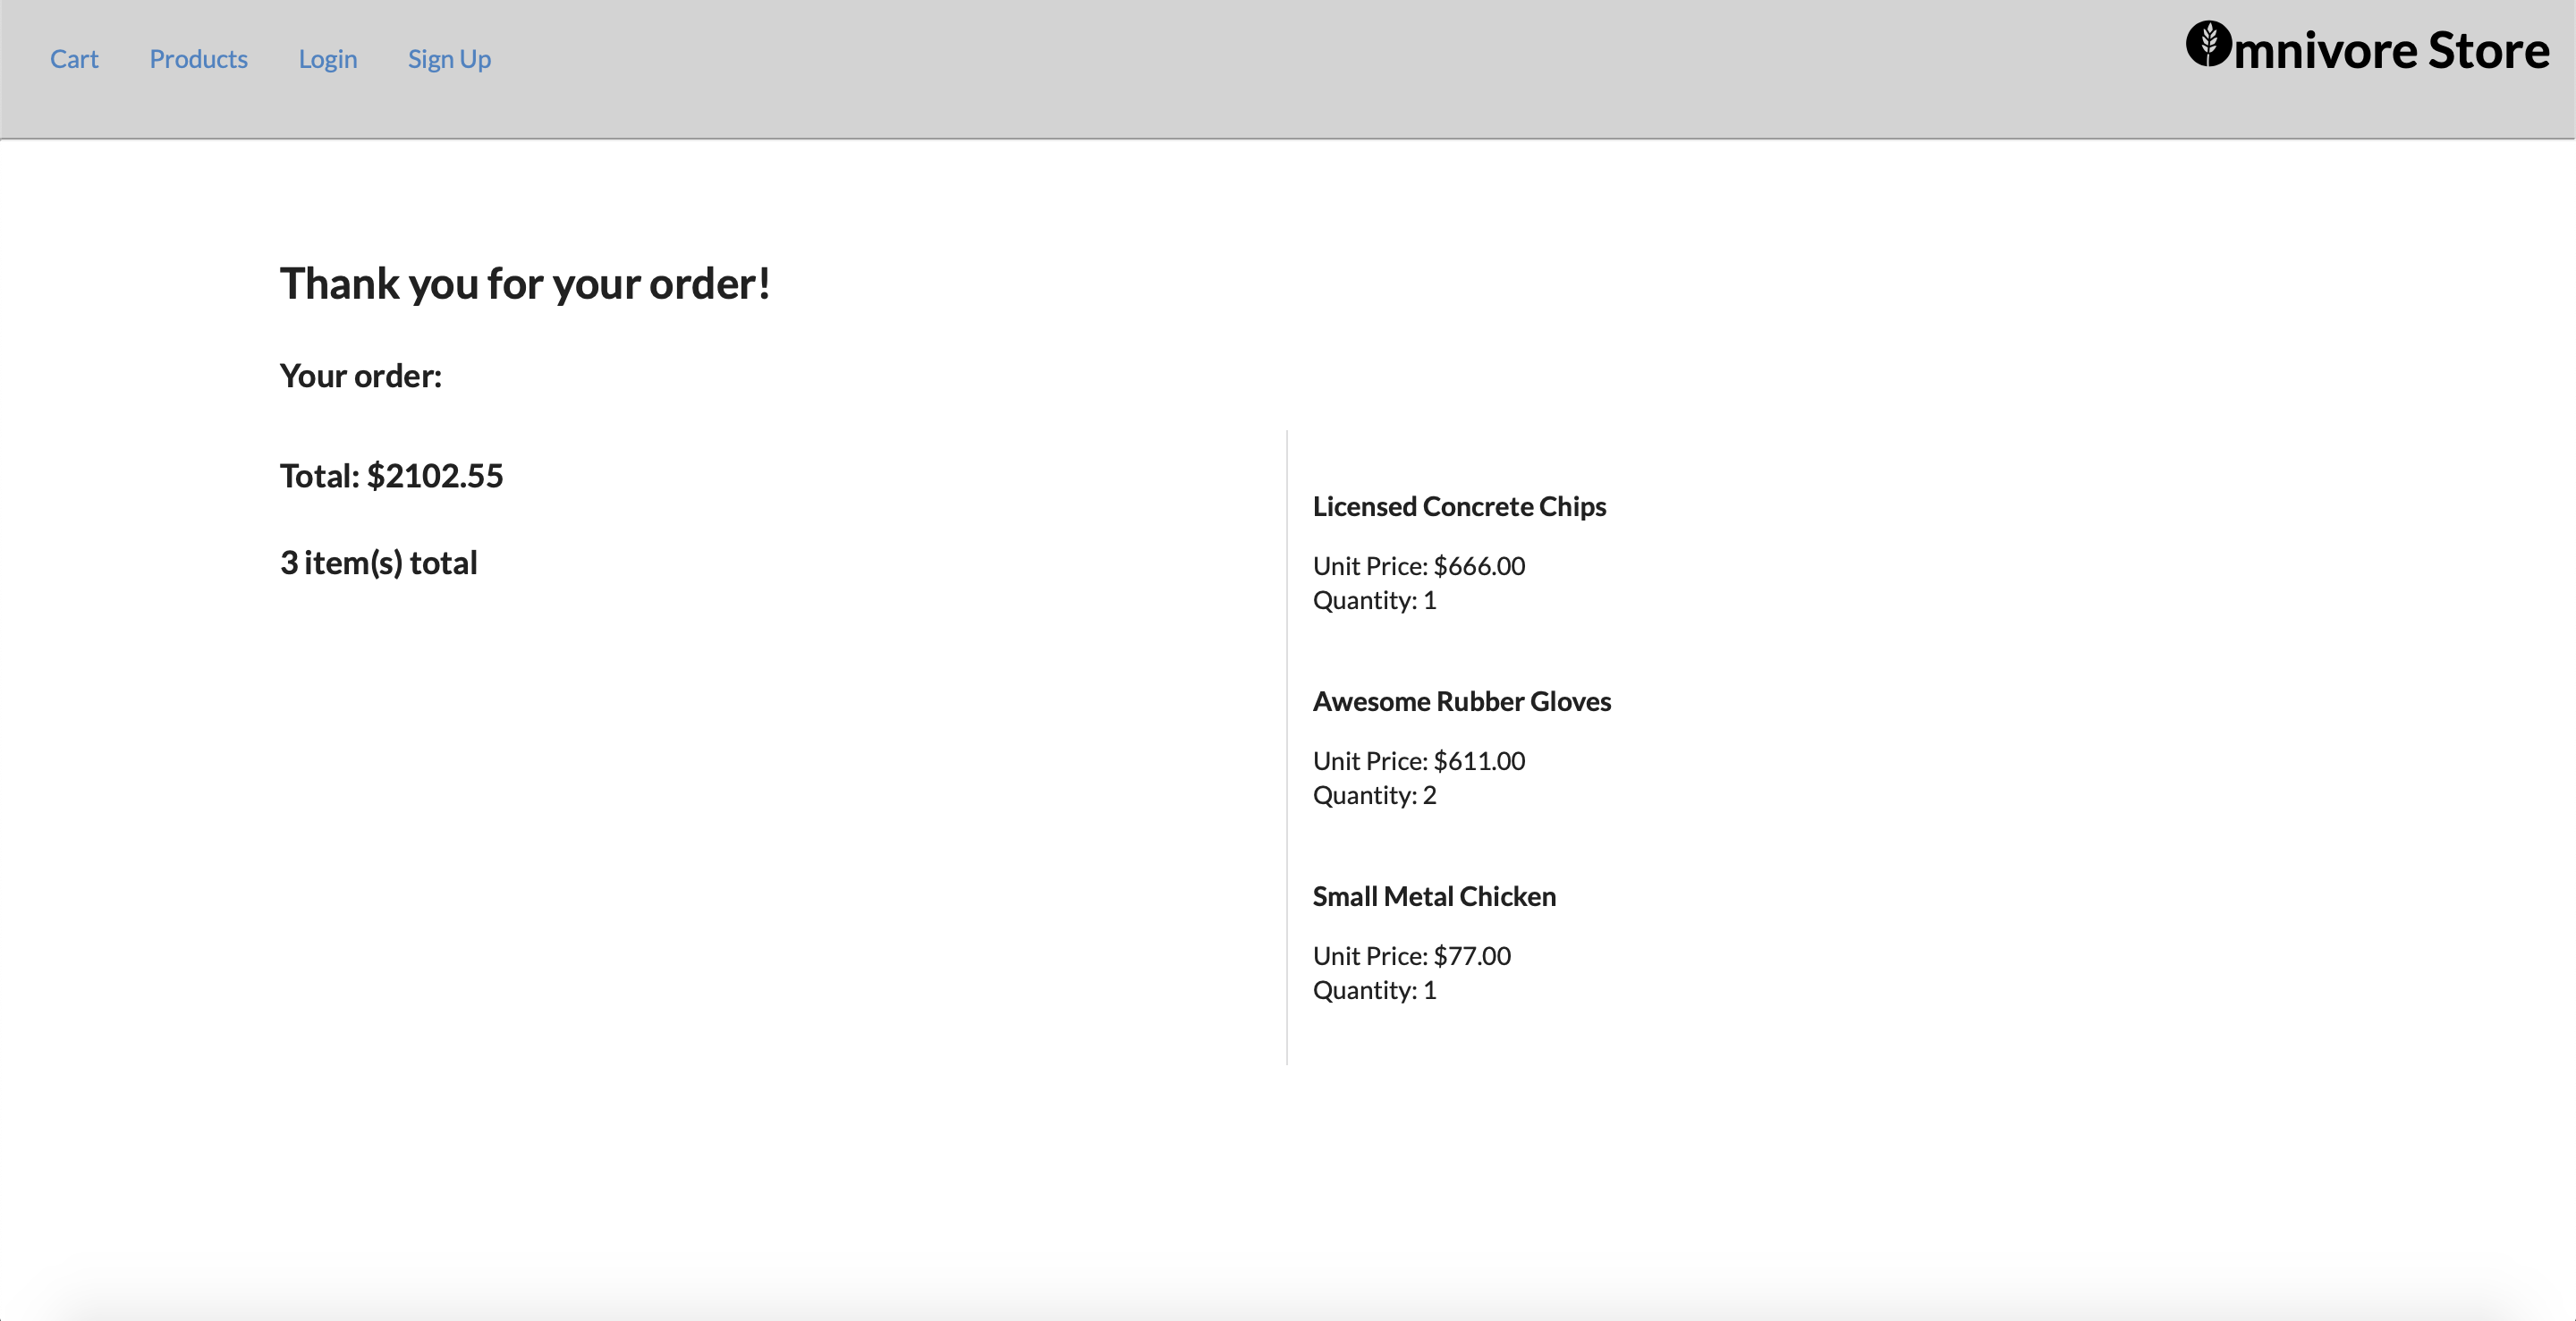 Cart Products Login Sign Up
Omnivore Store
Thank you for your order!
Your order:
Total: $2102.55
3 item(s) total
Licensed Concrete Chips
Unit Price: $666.00
Quantity: 1
Awesome Rubber Gloves
Unit Price: $611.00
Quantity: 2
Small Metal Chicken
Unit Price: $77.00
Quantity: 1